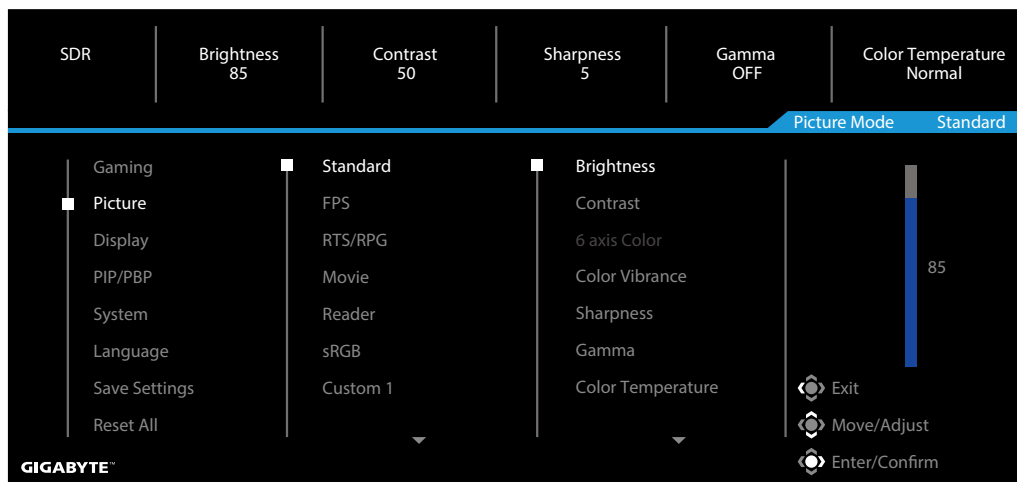 SDR
Brightness
85
Contrast
50
Sharpness
5
Gamma
OFF
Color Temperature
Normal
Picture Mode Standard
Gaming
Picture
Display
PIP/PBP
System
Language
Save Settings
Reset All
Standard
FPS
RTS/RPG
Movie
Reader
sRGB
Custom 1
Brightness
Contrast
6 axis Color
Color Vibrance
Sharpness
Gamma
Color Temperature
85
Exit
Move/Adjust
Enter/Confirm
GIGABYTE™